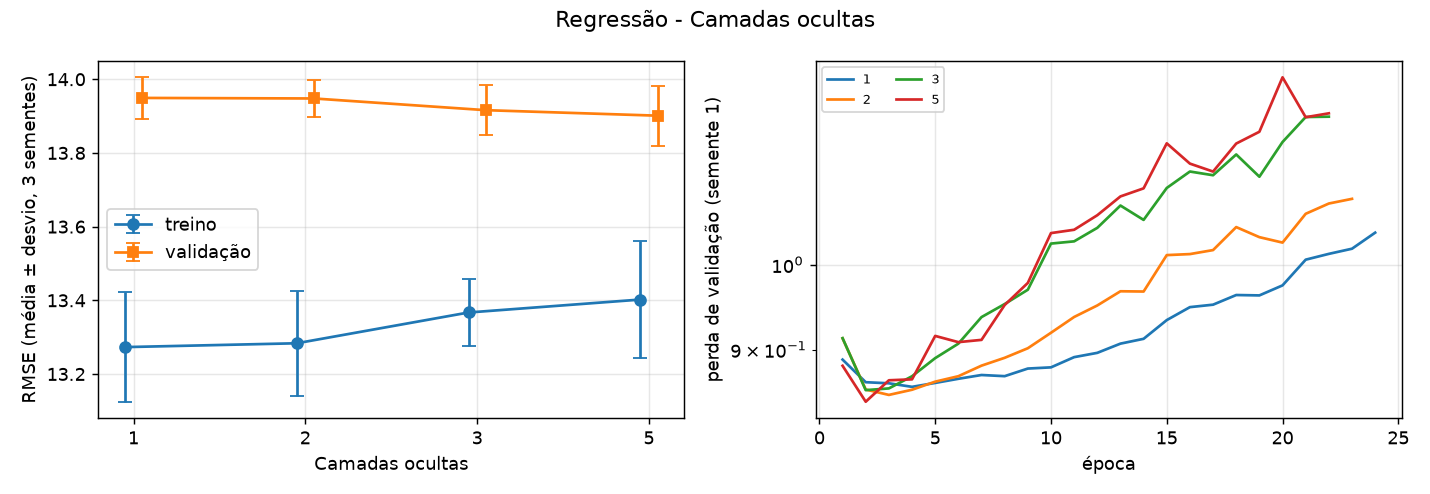 Regressão - Camadas ocultas
RMSE (média ± desvio, 3 sementes)
14.0
13.8
13.6
13.4
13.2
treino
validação
1
2
3
5
Camadas ocultas
perda de validação (semente 1)
1
3
2
5
10⁰
9 × 10⁻¹
0
5
10
15
20
25
época